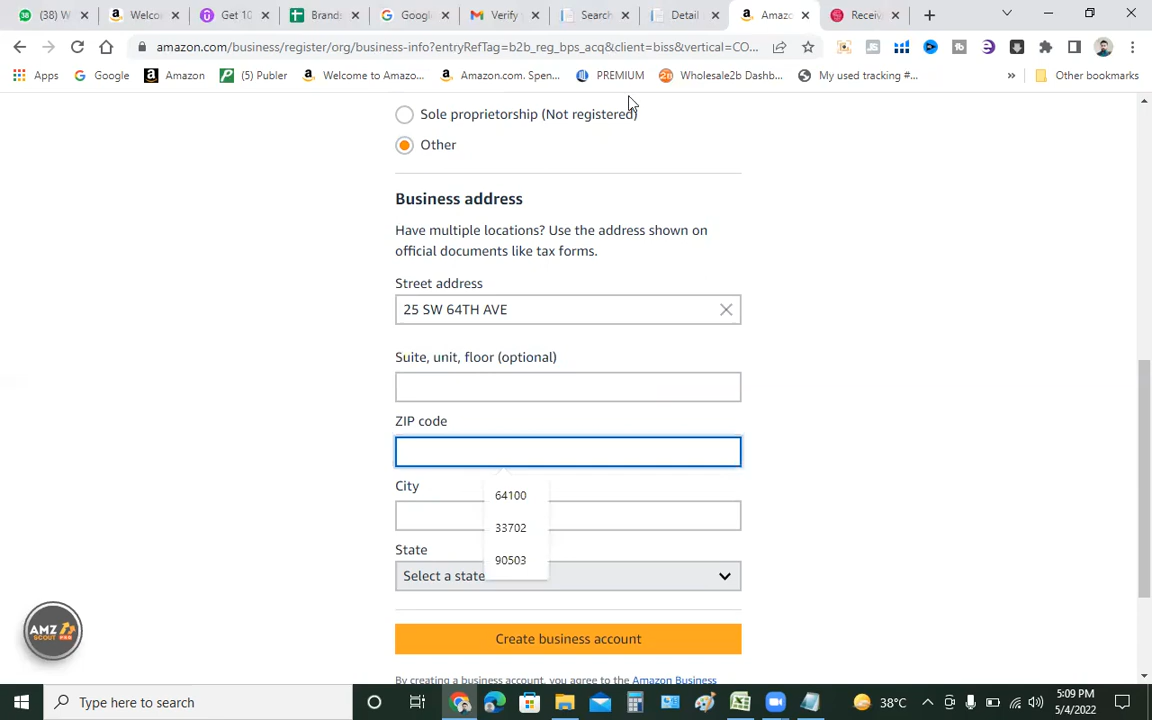 (38) W
Welco
Get 10
Brand
Googl
Verify
Search
Detail
Amazo
Receiv
amazon.com/business/register/org/business-info?entryRefTag=b2b_reg_bps_acq&client=biss&vertical=CO...
Apps
Google
Amazon
(5) Publer
Welcome to Amazo...
Amazon.com. Spen...
PREMIUM
Wholesale2b Dashb...
My used tracking #...
»
Other bookmarks
Sole proprietorship (Not registered)
Other
Business address
Have multiple locations? Use the address shown on
official documents like tax forms.
Street address
25 SW 64TH AVE
Suite, unit, floor (optional)
ZIP code
City
64100
33702
90503
State
Select a state
Create business account
By creating a business account, you agree to the Amazon Business
AMZ
SCOUT PRO
Type here to search
38°C
5:09 PM
5/4/2022